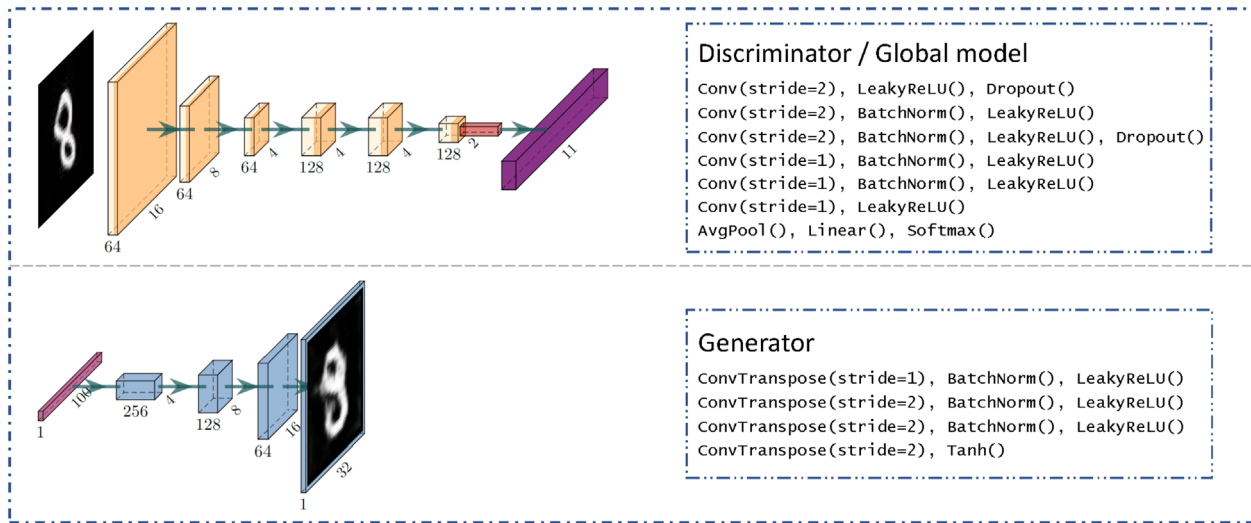 Discriminator / Global model
Conv(stride=2), LeakyReLU(), Dropout()
Conv(stride=2), BatchNorm(), LeakyReLU()
Conv(stride=2), BatchNorm(), LeakyReLU(), Dropout()
Conv(stride=1), BatchNorm(), LeakyReLU()
Conv(stride=1), BatchNorm(), LeakyReLU()
Conv(stride=1), LeakyReLU()
AvgPool(), Linear(), Softmax()
8
64
16
64
8
64
4
128
4
128
4
128
2
11
Generator
ConvTranspose(stride=1), BatchNorm(), LeakyReLU()
ConvTranspose(stride=2), BatchNorm(), LeakyReLU()
ConvTranspose(stride=2), BatchNorm(), LeakyReLU()
ConvTranspose(stride=2), Tanh()
1
100
256
4
128
8
64
16
8
1
32